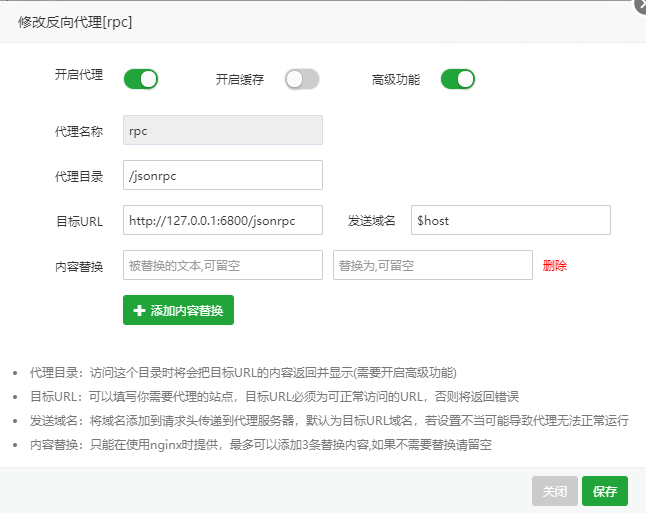 修改反向代理[rpc]
开启代理 开启缓存 高级功能
代理名称 rpc
代理目录 /jsonrpc
目标URL http://127.0.0.1:6800/jsonrpc 发送域名 $host
内容替换 被替换的文本,可留空 替换为,可留空 删除
添加内容替换
代理目录：访问这个目录时将会把目标URL的内容返回并显示(需要开启高级功能)
目标URL：可以填写你需要代理的站点，目标URL必须为可正常访问的URL，否则将返回错误
发送域名：将域名添加到请求头传递到代理服务器，默认为目标URL域名，若设置不当可能导致代理无法正常运行
内容替换：只能在使用nginx时提供，最多可以添加3条替换内容,如果不需要替换请留空
关闭 保存